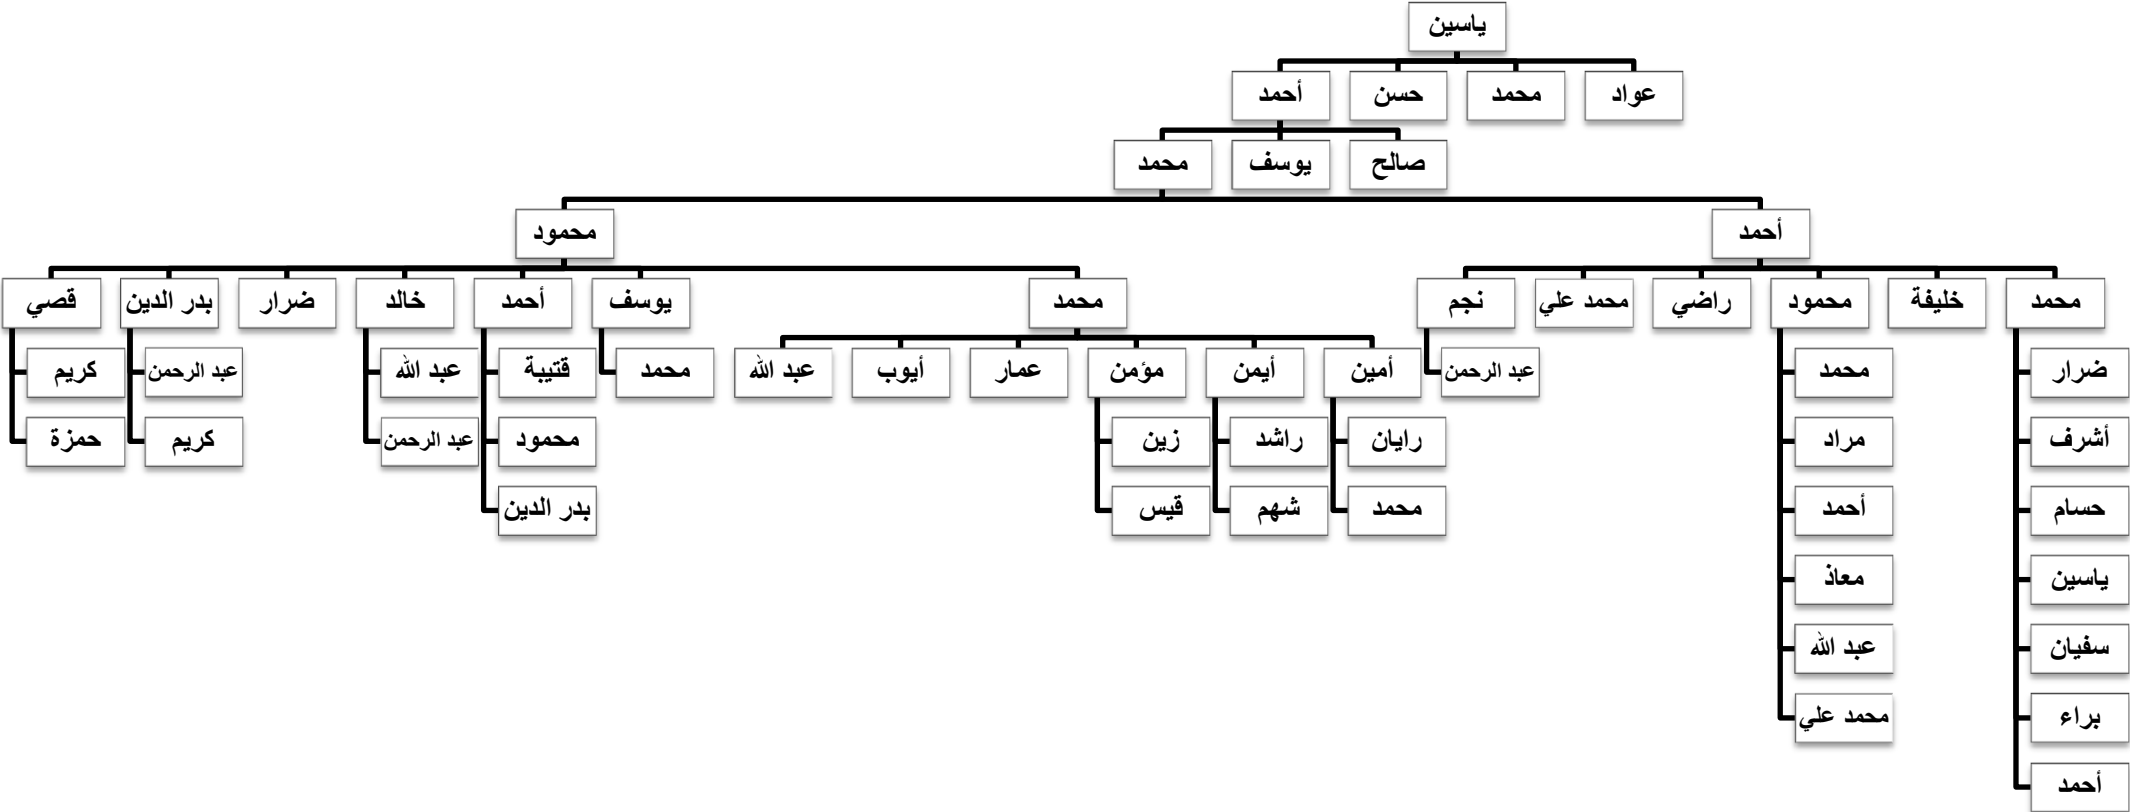 ياسين
عواد
محمد
حسن
أحمد
صالح
يوسف
محمد
أحمد
محمود
محمد
خليفة
محمود
راضي
محمد علي
نجم
محمد
يوسف
أحمد
خالد
ضرار
بدر الدين
قصي
ضرار
محمد
عبد الرحمن
أمين
أيمن
مؤمن
عمار
أيوب
عبد الله
محمد
قتيبة
عبد الله
عبد الرحمن
كريم
أشرف
مراد
رايان
راشد
زين
محمود
عبد الرحمن
كريم
حمزة
حسام
أحمد
محمد
شهم
قيس
بدر الدين
ياسين
معاذ
سفيان
عبد الله
براء
محمد علي
أحمد